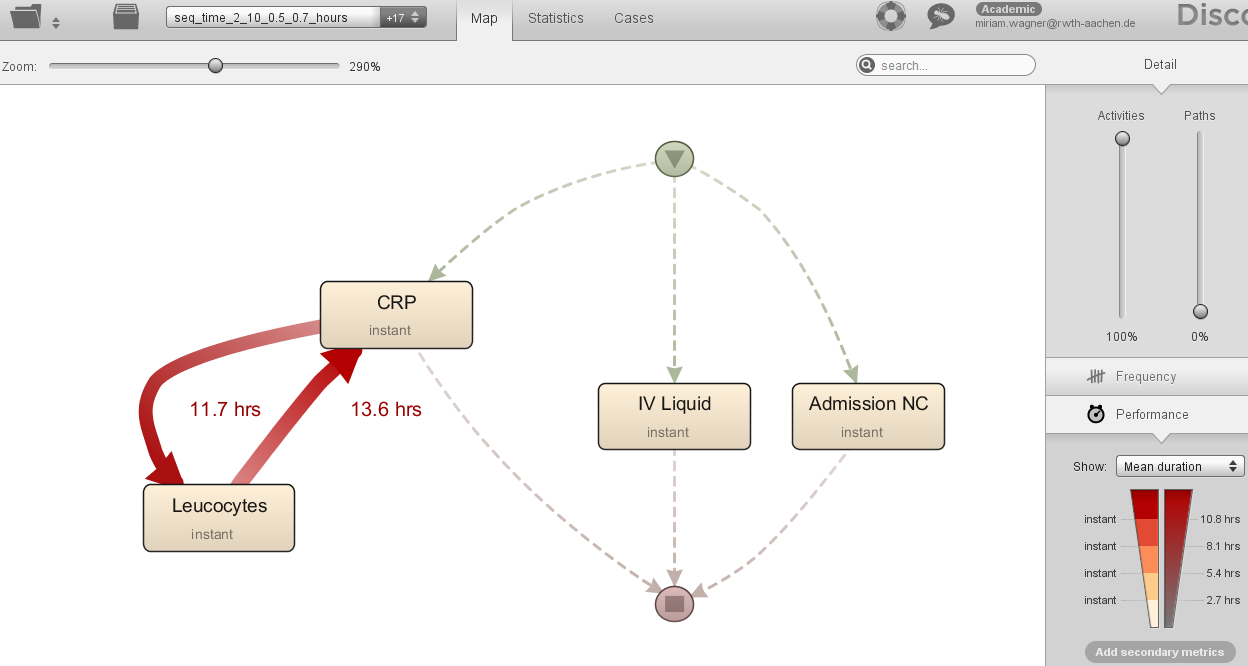 seq_time_2_10_0.5_0.7_hours +17
Map Statistics Cases
Academic
miriam.wagner@rwth-aachen.de
Disco
Zoom: 290%
search...
Detail
Activities Paths
100% 0%
Frequency
Performance
Show: Mean duration
instant 10.8 hrs
instant 8.1 hrs
instant 5.4 hrs
instant 2.7 hrs
Add secondary metrics
CRP
instant
11.7 hrs 13.6 hrs
IV Liquid
instant
Admission NC
instant
Leucocytes
instant